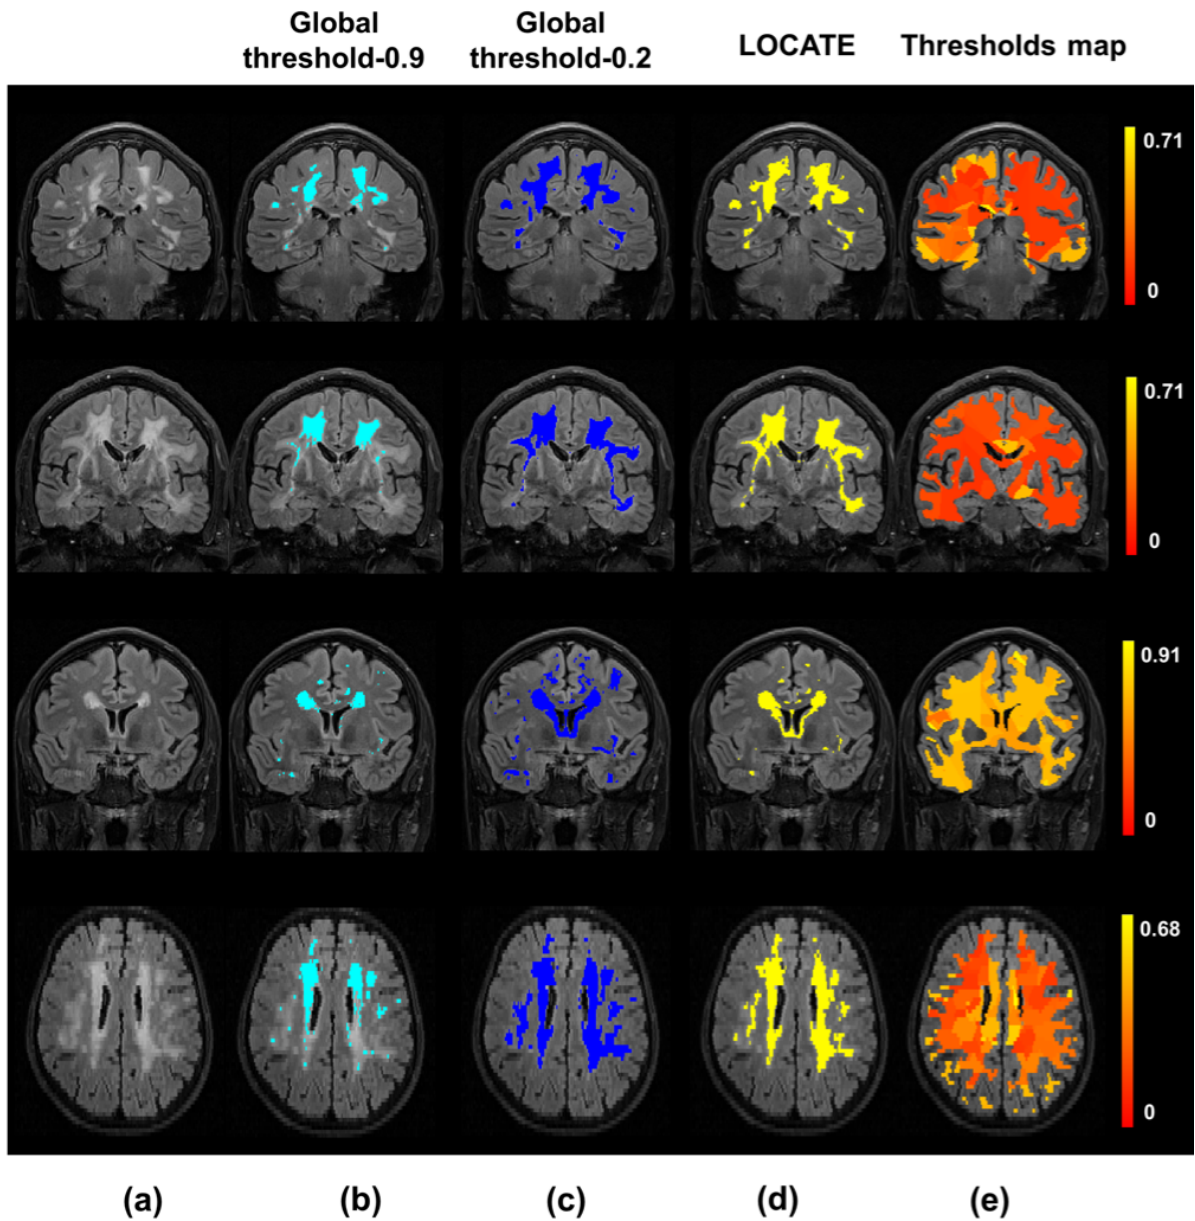 Global
threshold-0.9
Global
threshold-0.2
LOCATE
Thresholds map
0.71
0
0.71
0
0.91
0
0.68
0
(a)
(b)
(c)
(d)
(e)